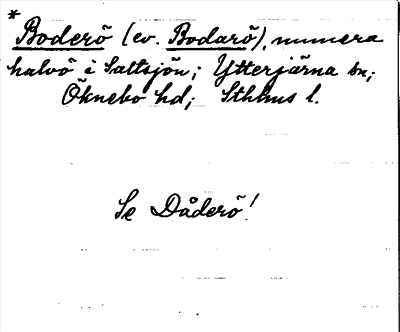 *
Boderö (ev. Bodarö), numera
halvö i Saltsjön; Ytterjärna sn;
Öknebo hd; Sthlms l.
Se Dåderö!